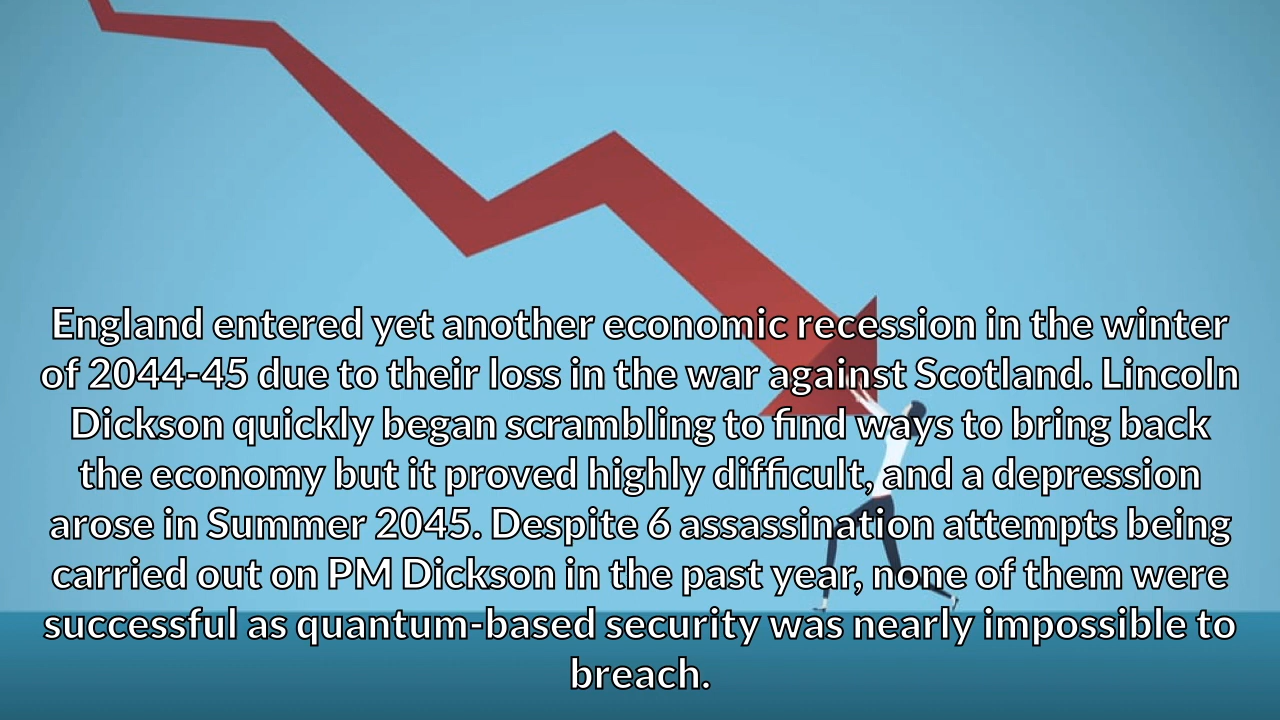 England entered yet another economic recession in the winter
of 2044-45 due to their loss in the war against Scotland. Lincoln
Dickson quickly began scrambling to find ways to bring back
the economy but it proved highly difficult, and a depression
arose in Summer 2045. Despite 6 assassination attempts being
carried out on PM Dickson in the past year, none of them were
successful as quantum-based security was nearly impossible to
breach.